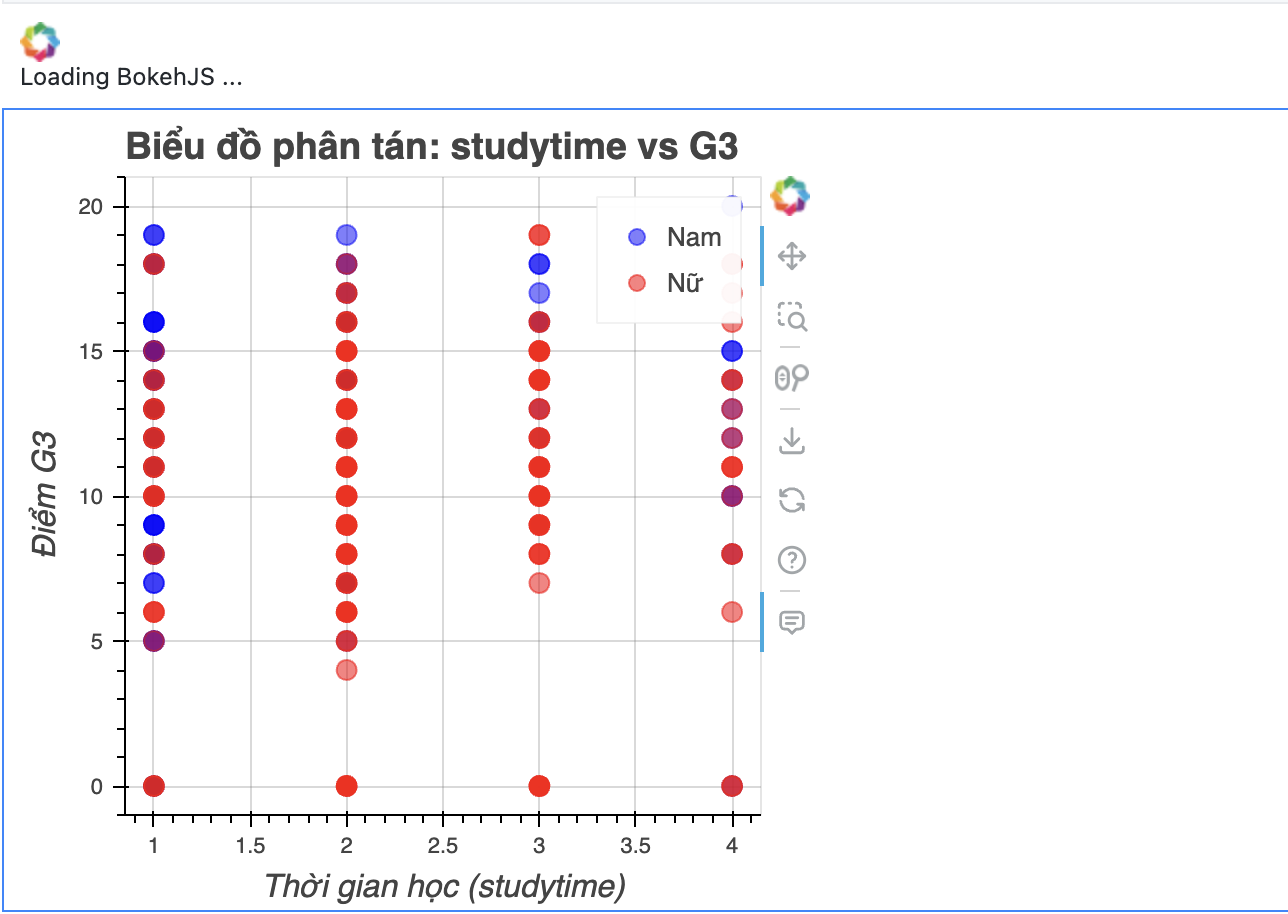 Loading BokehJS ...
Biểu đồ phân tán: studytime vs G3
Nam
Nữ
20
15
10
5
0
Điểm G3
1
1.5
2
2.5
3
3.5
4
Thời gian học (studytime)